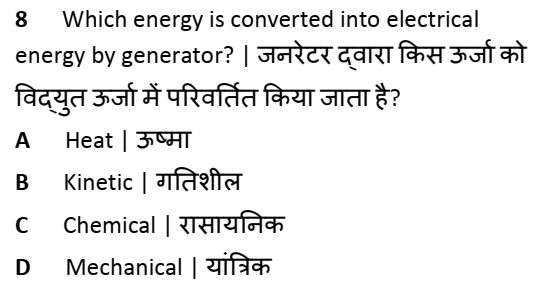 8 Which energy is converted into electrical
energy by generator? | जनरेटर द्वारा किस ऊर्जा को
विद्युत ऊर्जा में परिवर्तित किया जाता है?
A Heat | ऊष्मा
B Kinetic | गतिशील
C Chemical | रासायनिक
D Mechanical | यांत्रिक